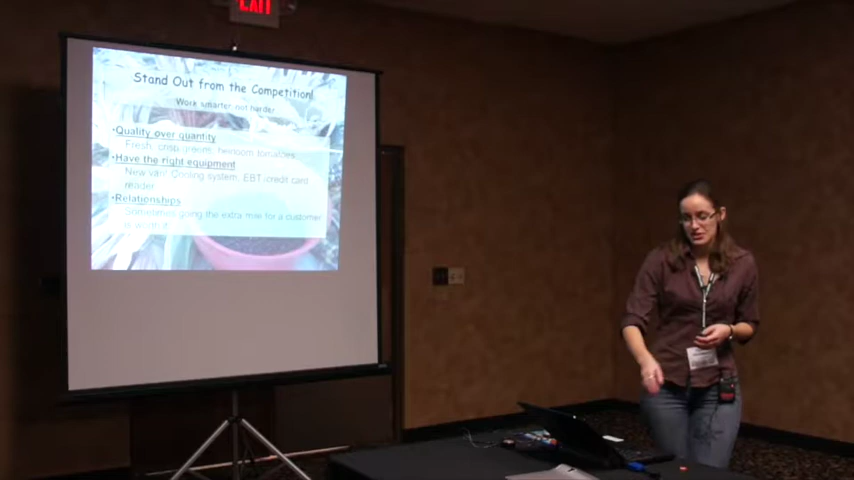 EXIT
Stand Out from the Competition!
Work smarter not harder
•Quality over quantity
Fresh, crisp greens, heirloom tomatoes
•Have the right equipment
New van! Cooling system, EBT/credit card
reader
•Relationships
Sometimes going the extra mile for a customer
is worth it